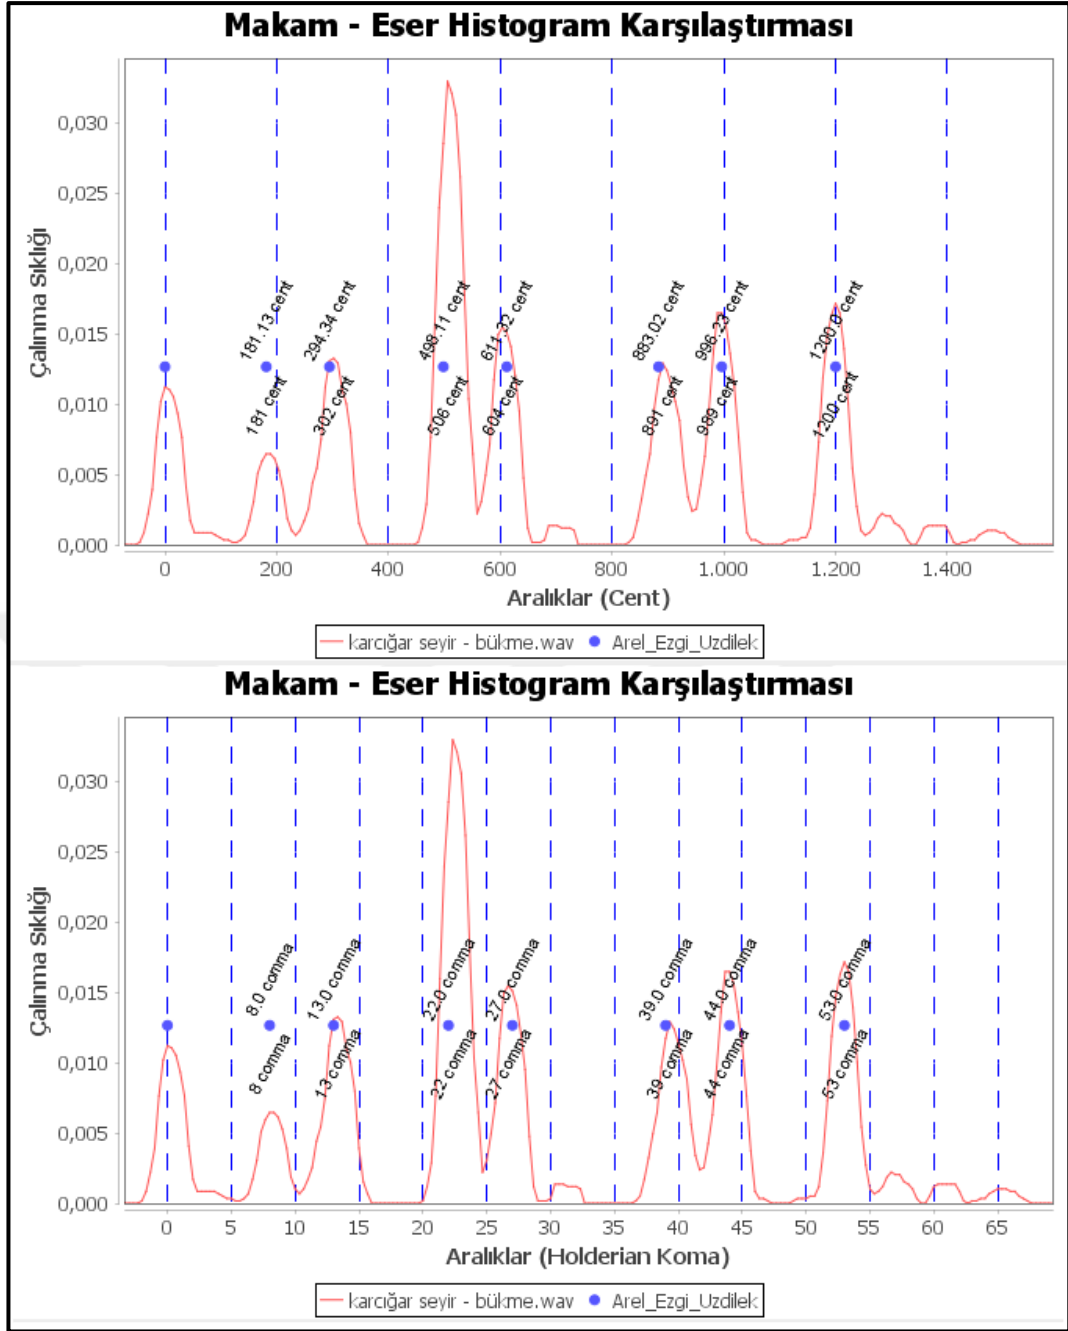 Makam - Eser Histogram Karşılaştırması
Çalınma Sıklığı
0,030
0,025
0,020
0,015
0,010
0,005
0,000
181.13 cent
294.34 cent
498.11 cent
611.32 cent
883.02 cent
996.23 cent
1200.0 cent
181 cent
302 cent
506 cent
604 cent
891 cent
989 cent
1200 cent
0 200 400 600 800 1.000 1.200 1.400
Aralıklar (Cent)
karcığar seyir - bükme.wav Arel_Ezgi_Uzdilek
Makam - Eser Histogram Karşılaştırması
Çalınma Sıklığı
0,030
0,025
0,020
0,015
0,010
0,005
0,000
8.0 comma
13.0 comma
22.0 comma
27.0 comma
39.0 comma
44.0 comma
53.0 comma
8 comma
13 comma
22 comma
27 comma
39 comma
44 comma
53 comma
0 5 10 15 20 25 30 35 40 45 50 55 60 65
Aralıklar (Holderian Koma)
karcığar seyir - bükme.wav Arel_Ezgi_Uzdilek